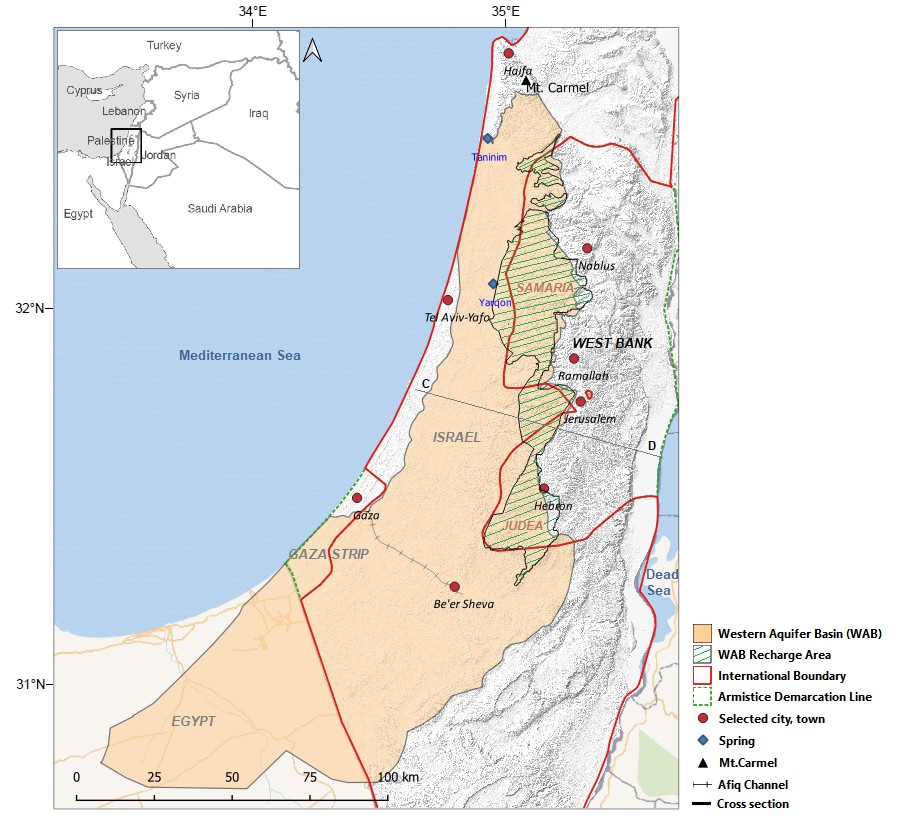 34°E
35°E
Turkey
Cyprus
Syria
Lebanon
Iraq
Palestine
Israel
Jordan
Egypt
Saudi Arabia
Haifa
Mt. Carmel
Taninim
Nablus
SAMARIA
Yarqon
32°N
Tel Aviv-Yafo
WEST BANK
Mediterranean Sea
Ramallah
C
Jerusalem
ISRAEL
D
Hebron
Gaza
JUDEA
GAZA STRIP
Dead
Sea
Be'er Sheva
31°N
EGYPT
0 25 50 75 100 km
Western Aquifer Basin (WAB)
WAB Recharge Area
International Boundary
Armistice Demarcation Line
Selected city, town
Spring
Mt.Carmel
Afiq Channel
Cross section